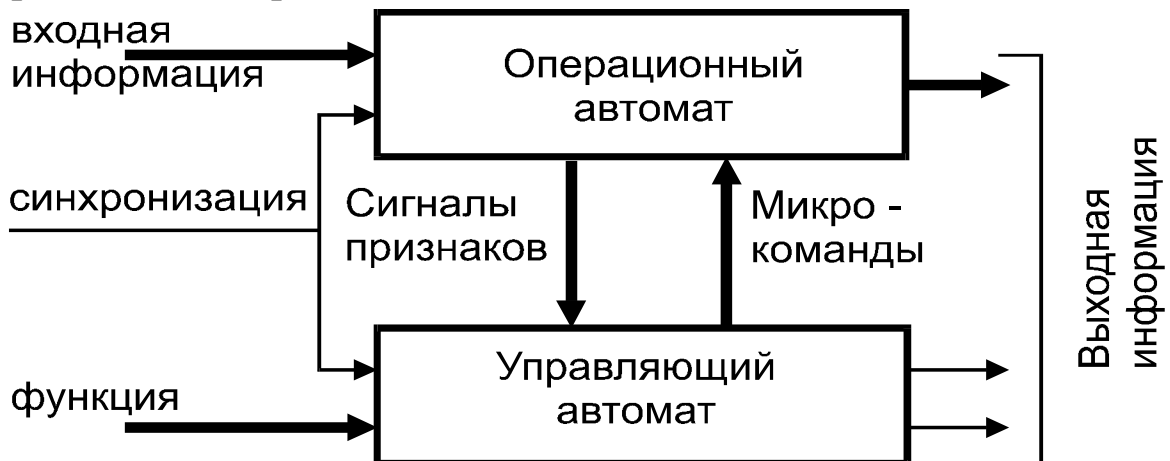 входная
информация
Операционный
автомат
синхронизация
Сигналы
признаков
Микро -
команды
Выходная
информация
функция
Управляющий
автомат